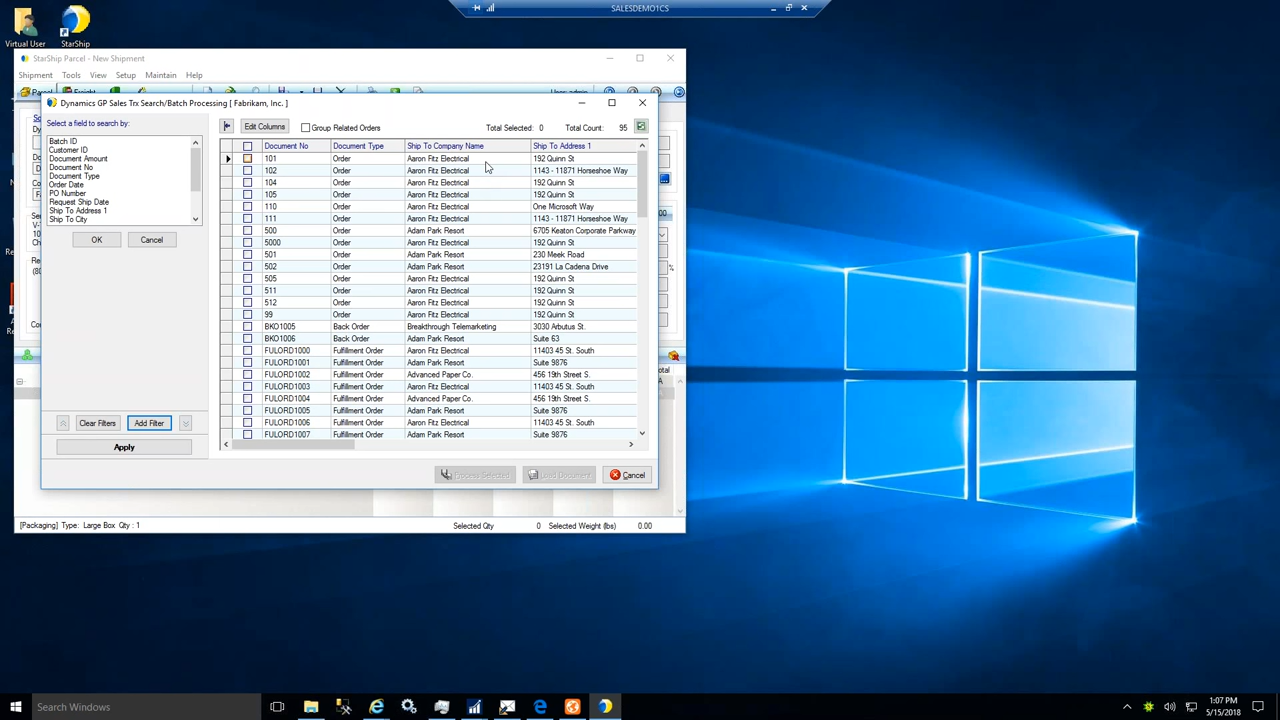 SALESDEMO1CS
Virtual User
StarShip
StarShip Parcel - New Shipment
Shipment Tools View Setup Maintain Help
Dynamics GP Sales Trx Search/Batch Processing [ Fabrikam, Inc. ]
Select a field to search by:
Edit Columns
Group Related Orders
Total Selected: 0
Total Count: 95
Batch ID
Customer ID
Document Amount
Document No
Document Type
Order Date
PO Number
Request Ship Date
Ship To Address 1
Ship To City
OK
Cancel
Document No Document Type Ship To Company Name Ship To Address 1
101 Order Aaron Fitz Electrical 192 Quinn St
102 Order Aaron Fitz Electrical 1143 - 11871 Horseshoe Way
104 Order Aaron Fitz Electrical 192 Quinn St
105 Order Aaron Fitz Electrical 192 Quinn St
110 Order Aaron Fitz Electrical One Microsoft Way
111 Order Aaron Fitz Electrical 1143 - 11871 Horseshoe Way
500 Order Adam Park Resort 6705 Keaton Corporate Parkway
5000 Order Aaron Fitz Electrical 192 Quinn St
501 Order Adam Park Resort 230 Meek Road
502 Order Adam Park Resort 23191 La Cadena Drive
505 Order Aaron Fitz Electrical 192 Quinn St
511 Order Aaron Fitz Electrical 192 Quinn St
512 Order Aaron Fitz Electrical 192 Quinn St
99 Order Aaron Fitz Electrical 192 Quinn St
BKO1005 Back Order Breakthrough Telemarketing 3030 Arbutus St.
BKO1006 Back Order Adam Park Resort Suite 63
FULORD1000 Fulfillment Order Aaron Fitz Electrical 11403 45 St. South
FULORD1001 Fulfillment Order Adam Park Resort Suite 9876
FULORD1002 Fulfillment Order Advanced Paper Co. 456 19th Street S.
FULORD1003 Fulfillment Order Aaron Fitz Electrical 11403 45 St. South
FULORD1004 Fulfillment Order Advanced Paper Co. 456 19th Street S.
FULORD1005 Fulfillment Order Adam Park Resort Suite 9876
FULORD1006 Fulfillment Order Aaron Fitz Electrical 11403 45 St. South
FULORD1007 Fulfillment Order Adam Park Resort Suite 9876
Clear Filters
Add Filter
Apply
Process Selected
Load Document
Cancel
[Packaging] Type: Large Box Qty : 1
Selected Qty 0 Selected Weight (lbs) 0.00
Search Windows
1:07 PM
5/15/2018